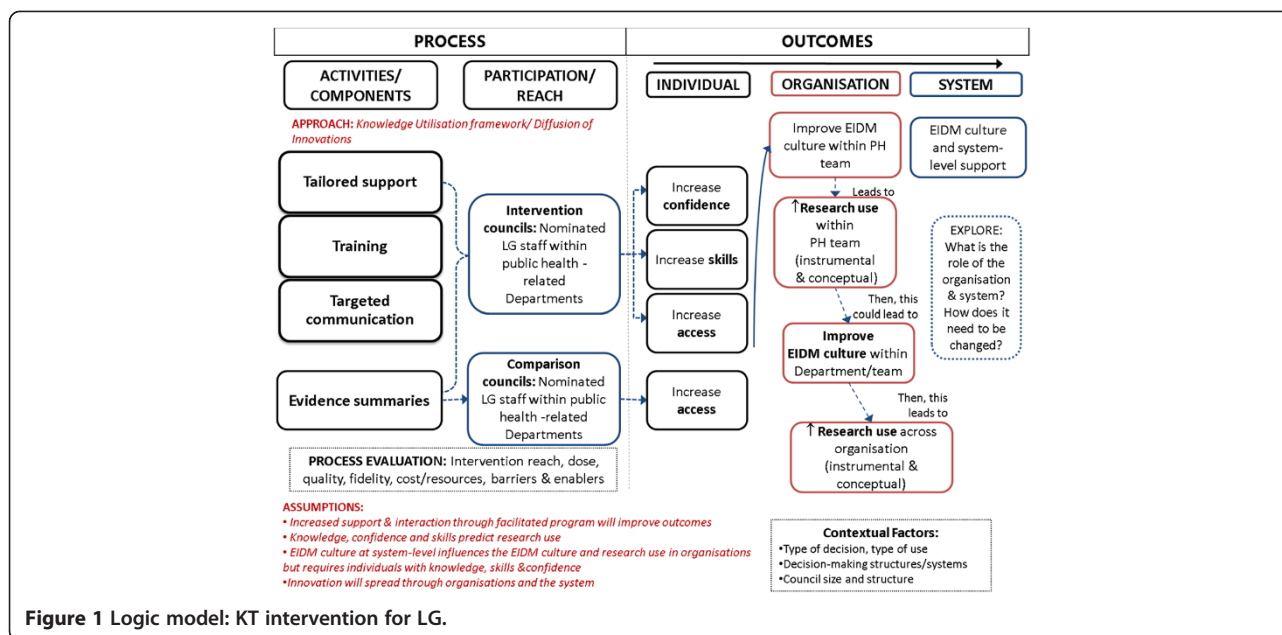 PROCESS
OUTCOMES
ACTIVITIES/
COMPONENTS
PARTICIPATION/
REACH
INDIVIDUAL
ORGANISATION
SYSTEM
APPROACH: Knowledge Utilisation framework/ Diffusion of
Innovations
Tailored support
Training
Targeted
communication
Evidence summaries
Intervention
councils: Nominated
LG staff within
public health -
related
Departments
Comparison
councils: Nominated
LG staff within public
health -related
Departments
Increase
confidence
Increase skills
Increase
access
Increase
access
Improve EIDM
culture within PH
team
Leads to
↑Research use
within
PH team
(instrumental
& conceptual)
Then, this
could lead to
Improve
EIDM culture within
Department/team
Then, this
leads to
↑ Research use across
organisation
(instrumental &
conceptual)
EIDM culture
and system-
level support
EXPLORE:
What is the
role of the
organisation
& system?
How does it
need to be
changed?
PROCESS EVALUATION: Intervention reach, dose,
quality, fidelity, cost/resources, barriers & enablers
ASSUMPTIONS:
• Increased support & interaction through facilitated program will improve outcomes
• Knowledge, confidence and skills predict research use
• EIDM culture at system-level influences the EIDM culture and research use in organisations
but requires individuals with knowledge, skills &confidence
•Innovation will spread through organisations and the system
Contextual Factors:
•Type of decision, type of use
•Decision-making structures/systems
•Council size and structure
Figure 1 Logic model: KT intervention for LG.